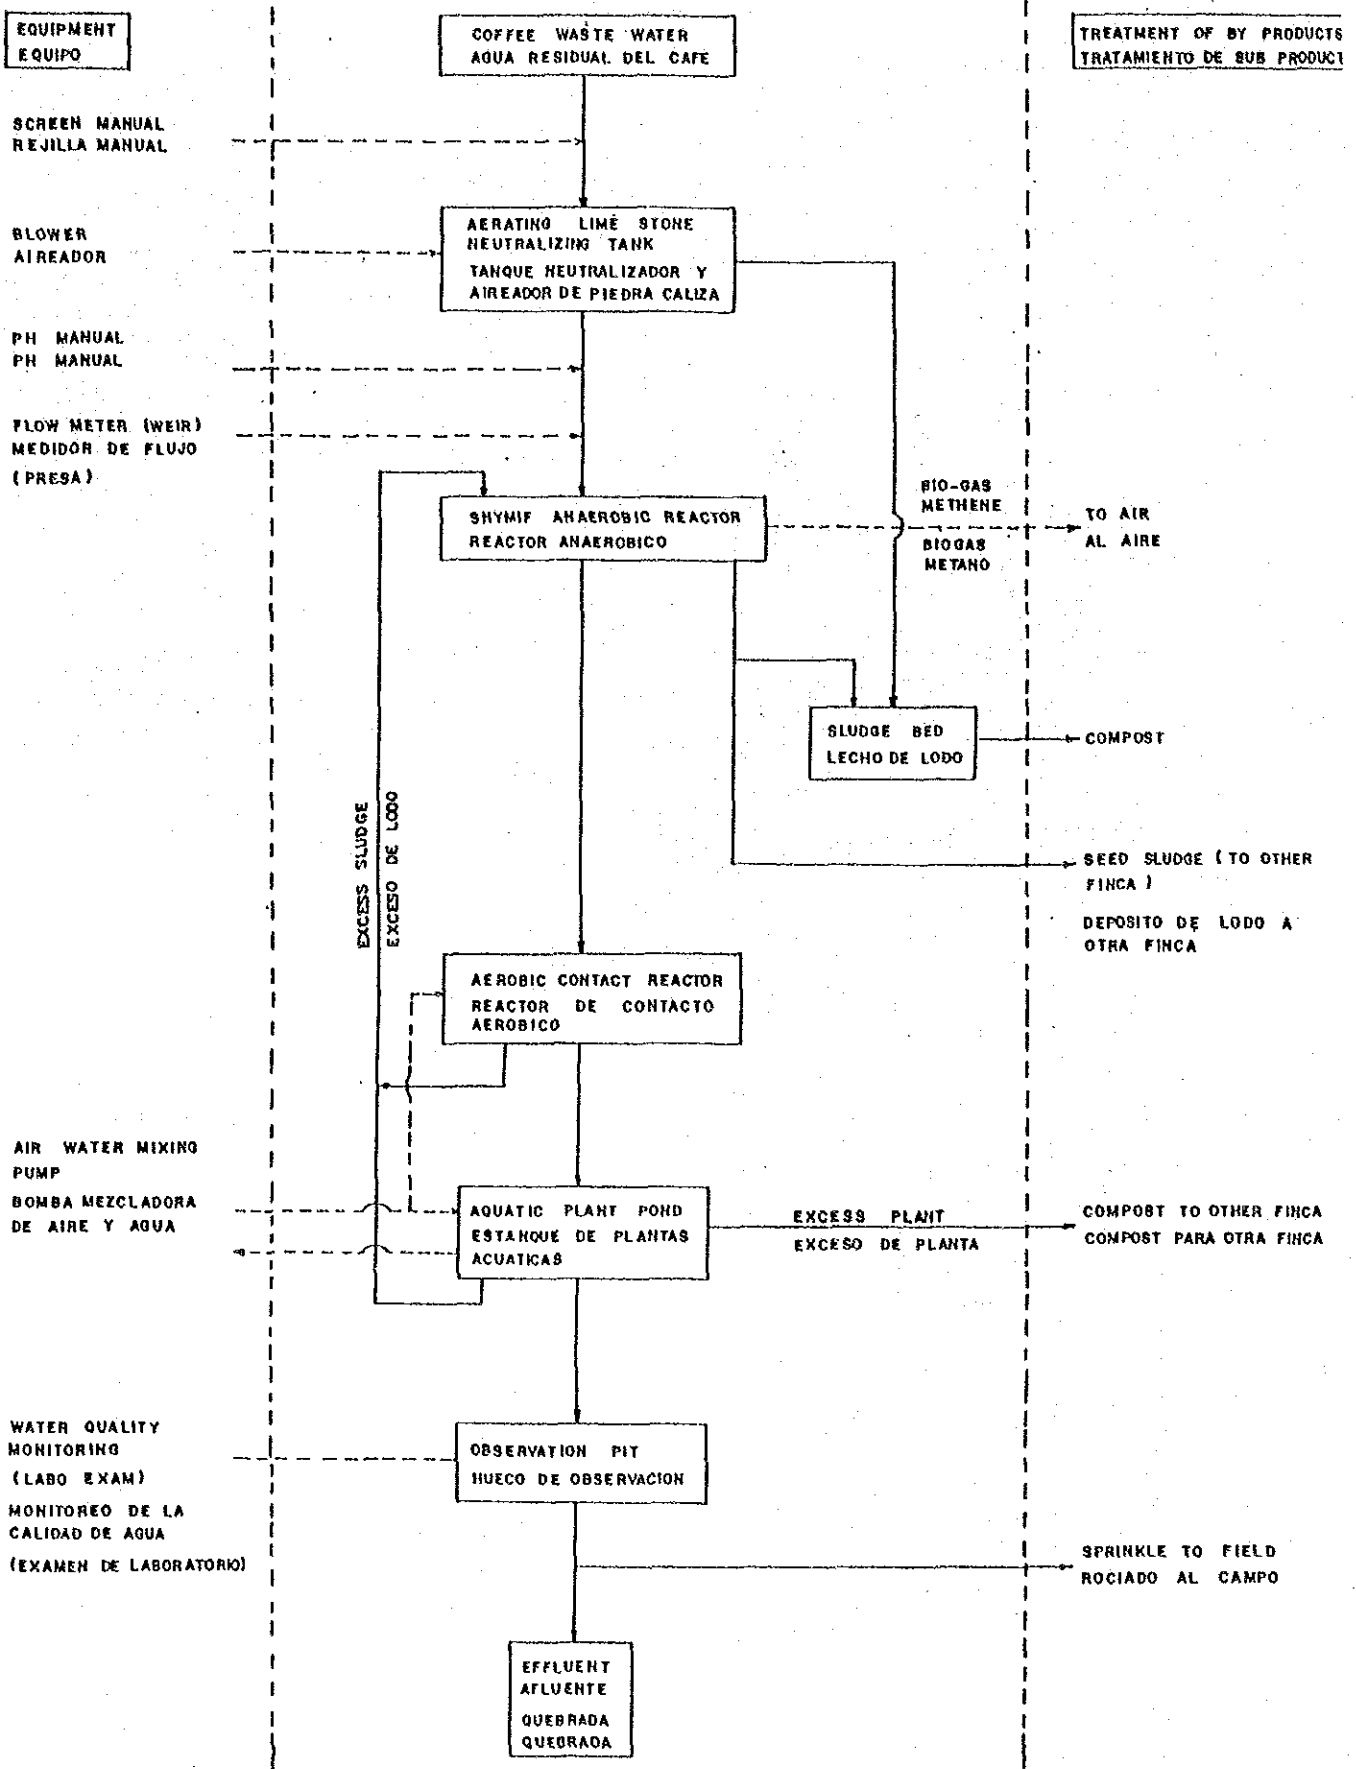 EQUIPMENT
EQUIPO
COFFEE WASTE WATER
AGUA RESIDUAL DEL CAFE
TREATMENT OF BY PRODUCTS
TRATAMIENTO DE SUB PRODUCT
SCREEN MANUAL
REJILLA MANUAL
BLOWER
AIREADOR
AERATING LIME STONE
NEUTRALIZING TANK
TANQUE NEUTRALIZADOR Y
AIREADOR DE PIEDRA CALIZA
PH MANUAL
PH MANUAL
FLOW METER (WEIR)
MEDIDOR DE FLUJO
(PRESA)
SHYMIF ANAEROBIC REACTOR
REACTOR ANAEROBICO
BIO-GAS
METHENE
BIOGAS
METANO
TO AIR
AL AIRE
SLUDGE BED
LECHO DE LODO
COMPOST
EXCESS SLUDGE
EXCESO DE LODO
SEED SLUDGE (TO OTHER
FINCA)
DEPOSITO DE LODO A
OTRA FINCA
AEROBIC CONTACT REACTOR
REACTOR DE CONTACTO
AEROBICO
AIR WATER MIXING
PUMP
BOMBA MEZCLADORA
DE AIRE Y AGUA
AQUATIC PLANT POND
ESTANQUE DE PLANTAS
ACUATICAS
EXCESS PLANT
EXCESO DE PLANTA
COMPOST TO OTHER FINCA
COMPOST PARA OTRA FINCA
WATER QUALITY
MONITORING
(LABO EXAM)
MONITOREO DE LA
CALIDAD DE AGUA
(EXAMEN DE LABORATORIO)
OBSERVATION PIT
HUECO DE OBSERVACION
SPRINKLE TO FIELD
ROCIADO AL CAMPO
EFFLUENT
AFLUENTE
QUEBRADA
QUEBRADA